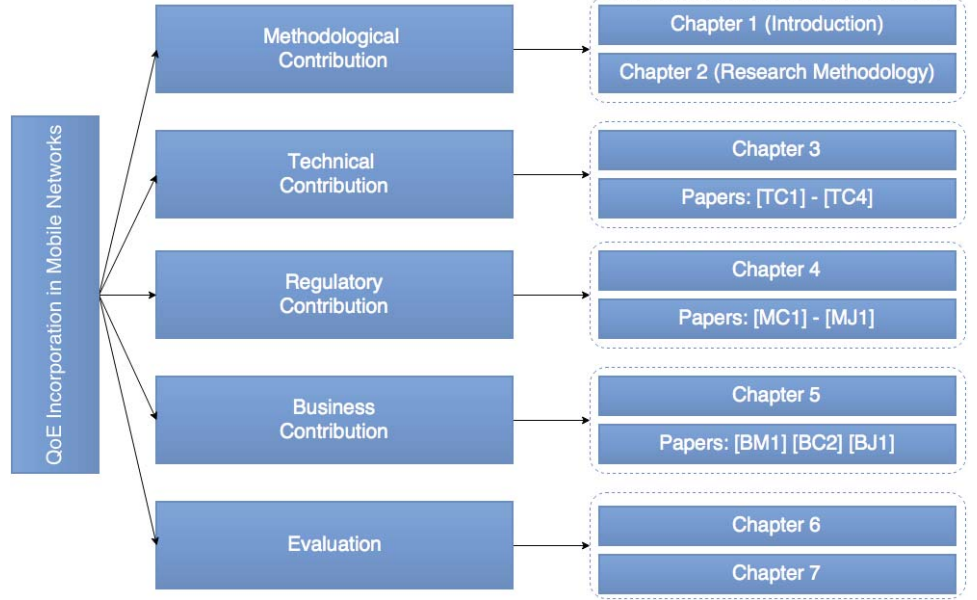 QoE Incorporation in Mobile Networks
Methodological
Contribution
Chapter 1 (Introduction)
Chapter 2 (Research Methodology)
Technical
Contribution
Chapter 3
Papers: [TC1] - [TC4]
Regulatory
Contribution
Chapter 4
Papers: [MC1] - [MJ1]
Business
Contribution
Chapter 5
Papers: [BM1] [BC2] [BJ1]
Evaluation
Chapter 6
Chapter 7